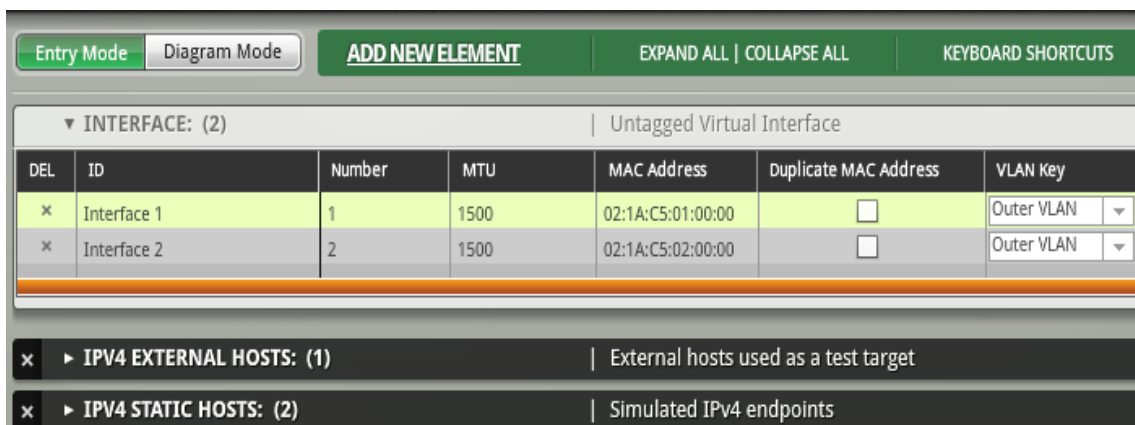 Entry Mode Diagram Mode ADD NEW ELEMENT EXPAND ALL | COLLAPSE ALL KEYBOARD SHORTCUTS
▼ INTERFACE: (2) | Untagged Virtual Interface
DEL ID Number MTU MAC Address Duplicate MAC Address VLAN Key
× Interface 1 1 1500 02:1A:C5:01:00:00 Outer VLAN
× Interface 2 2 1500 02:1A:C5:02:00:00 Outer VLAN
× ▸ IPV4 EXTERNAL HOSTS: (1) | External hosts used as a test target
× ▸ IPV4 STATIC HOSTS: (2) | Simulated IPv4 endpoints